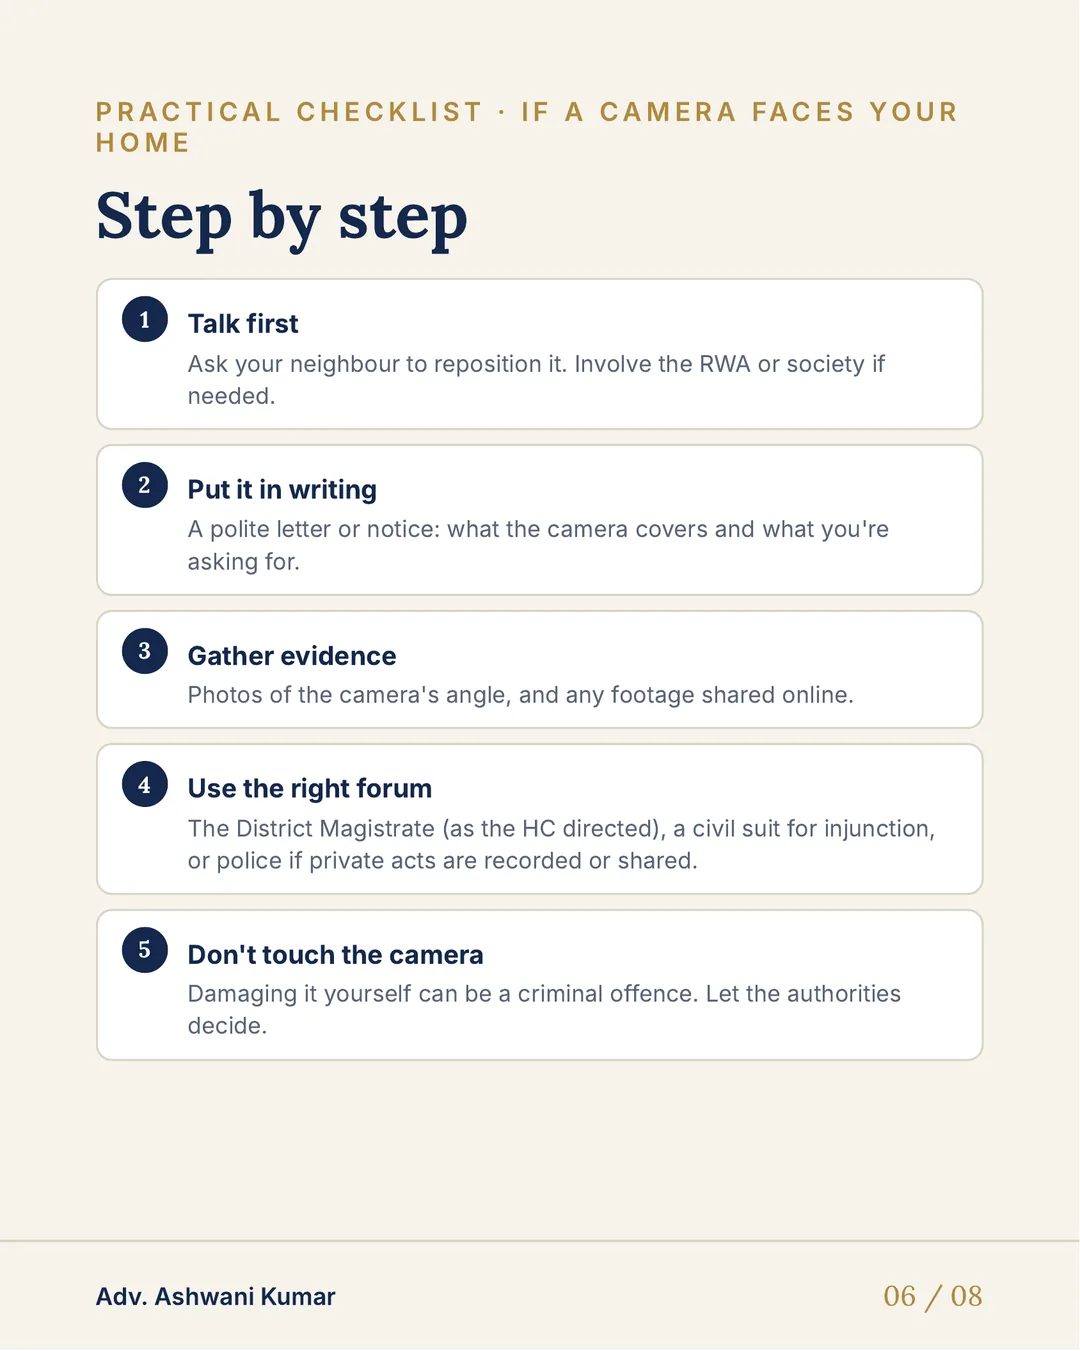 PRACTICAL CHECKLIST · IF A CAMERA FACES YOUR
HOME
Step by step
1
Talk first
Ask your neighbour to reposition it. Involve the RWA or society if
needed.
2
Put it in writing
A polite letter or notice: what the camera covers and what you're
asking for.
3
Gather evidence
Photos of the camera's angle, and any footage shared online.
4
Use the right forum
The District Magistrate (as the HC directed), a civil suit for injunction,
or police if private acts are recorded or shared.
5
Don't touch the camera
Damaging it yourself can be a criminal offence. Let the authorities
decide.
Adv. Ashwani Kumar
06 / 08